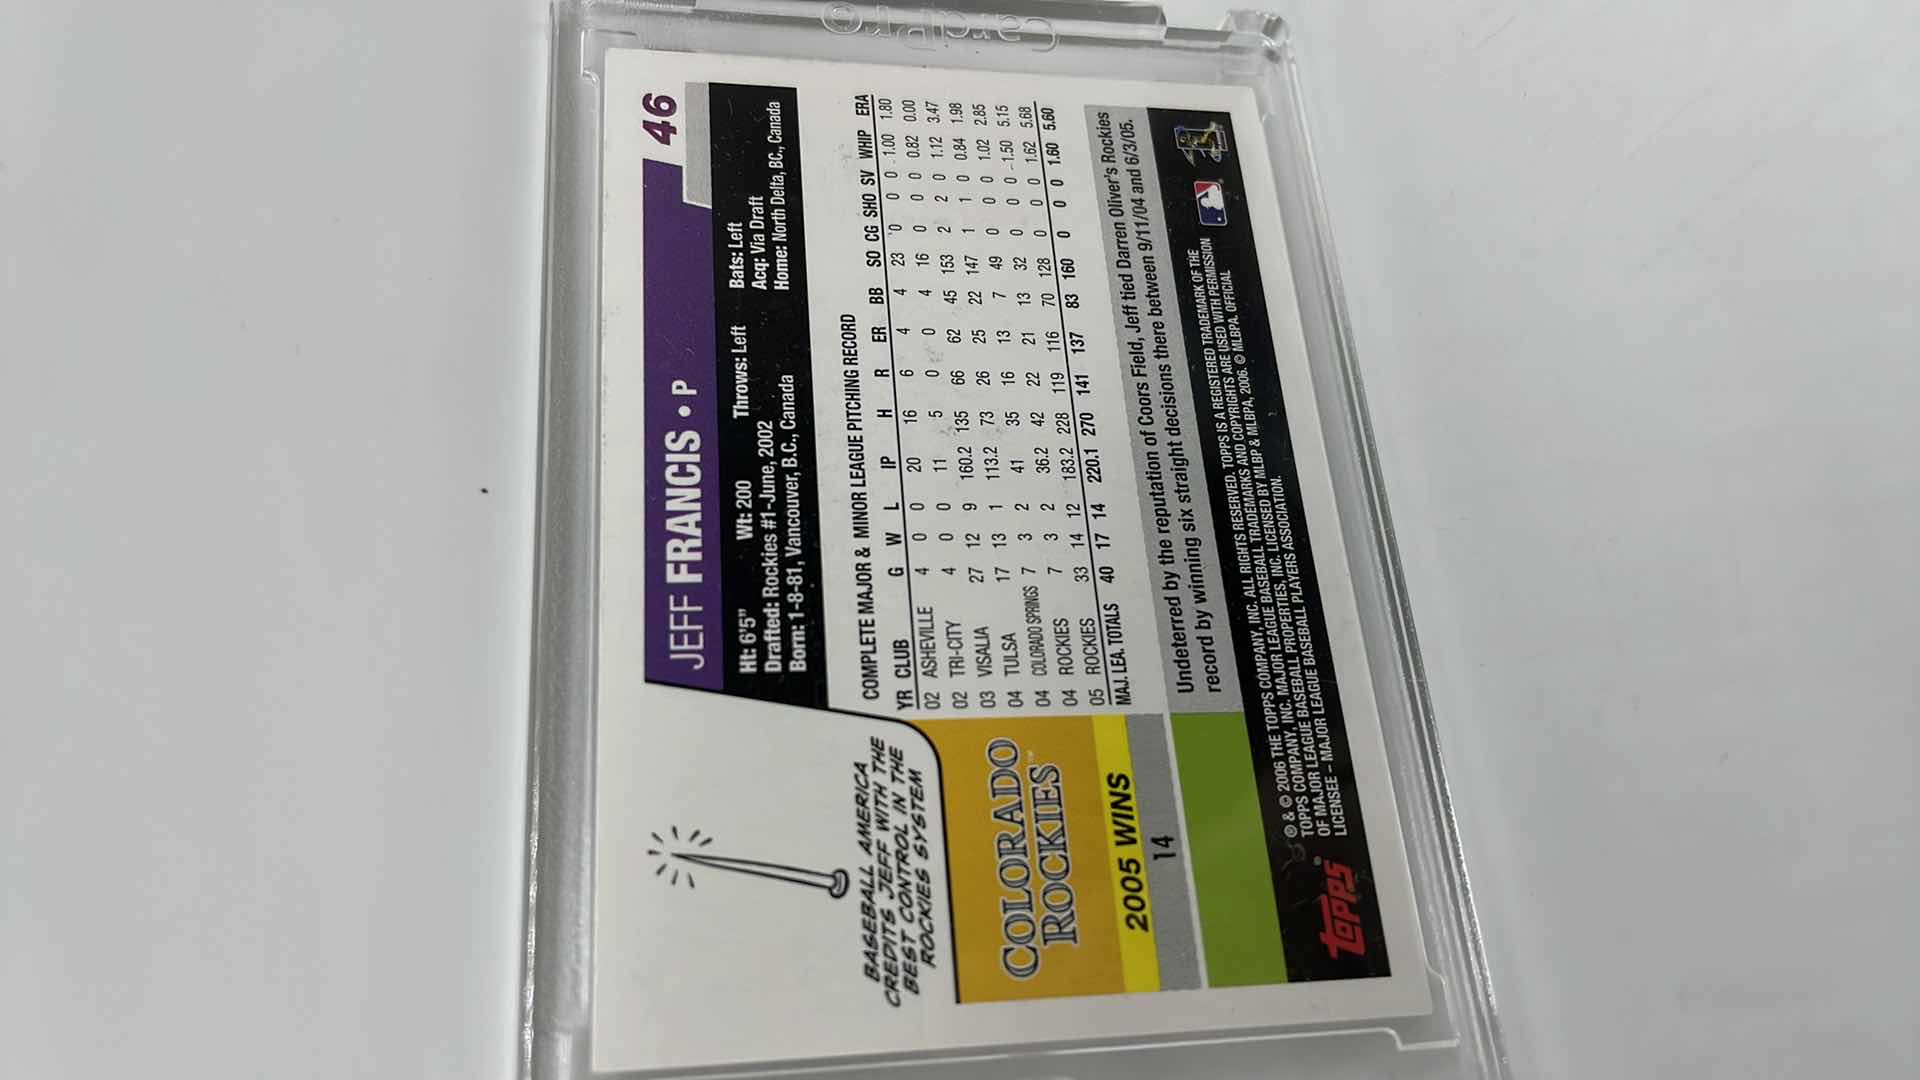 CardPro ©
46
JEFF FRANCIS • P
Ht: 6'5" Wt: 200 Throws: Left Bats: Left
Drafted: Rockies #1-June, 2002 Acq: Via Draft
Born: 1-8-81, Vancouver, B.C., Canada Home: North Delta, BC., Canada
BASEBALL AMERICA
CREDITS JEFF WITH THE
BEST CONTROL IN THE
ROCKIES SYSTEM
COMPLETE MAJOR & MINOR LEAGUE PITCHING RECORD
YR CLUB G W L IP H R ER BB SO CG SHO SV WHIP ERA
02 ASHEVILLE 4 0 0 20 16 6 4 4 23 0 0 0 1.00 1.80
02 TRI-CITY 4 0 0 11 5 0 0 4 16 0 0 0 0.82 0.00
03 VISALIA 27 12 9 160.2 135 66 62 45 153 2 2 0 1.12 3.47
04 TULSA 17 13 1 113.2 73 26 25 22 147 1 1 0 0.84 1.98
04 COLORADO SPRINGS 7 3 2 41 35 16 13 7 49 0 0 0 1.02 2.85
04 ROCKIES 7 3 2 36.2 42 22 21 13 32 0 0 0 1.50 5.15
05 ROCKIES 33 14 12 183.2 228 119 116 70 128 0 0 0 1.62 5.68
MAJ. LEA. TOTALS 40 17 14 220.1 270 141 137 83 160 0 0 0 1.60 5.60
COLORADO
ROCKIES™
2005 WINS
14
Undeterred by the reputation of Coors Field, Jeff tied Darren Oliver's Rockies
record by winning six straight decisions there between 9/11/04 and 6/3/05.
TOPPS®
® & © 2006 THE TOPPS COMPANY, INC. ALL RIGHTS RESERVED. TOPPS IS A REGISTERED TRADEMARK OF THE
TOPPS COMPANY, INC. MAJOR LEAGUE BASEBALL TRADEMARKS AND COPYRIGHTS ARE USED WITH PERMISSION
OF MAJOR LEAGUE BASEBALL PROPERTIES, INC. LICENSED BY MLBP & MLBPA, 2006. © MLBPA. OFFICIAL
LICENSEE – MAJOR LEAGUE BASEBALL PLAYERS ASSOCIATION.